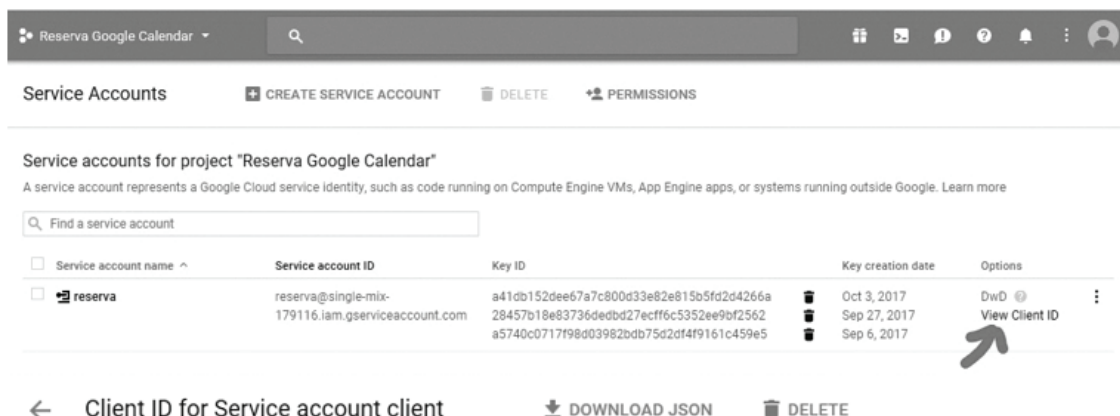 Reserva Google Calendar
Service Accounts CREATE SERVICE ACCOUNT DELETE PERMISSIONS
Service accounts for project "Reserva Google Calendar"
A service account represents a Google Cloud service identity, such as code running on Compute Engine VMs, App Engine apps, or systems running outside Google. Learn more
Find a service account
Service account name Service account ID Key ID Key creation date Options
reserva reserva@single-mix- a41db152dee67a7c800d33e82e815b5fd2d4266a Oct 3, 2017 DwD
179116.iam.gserviceaccount.com 28457b18e83736dedbd27ecff6c5352ee9bf2562 Sep 27, 2017 View Client ID
a5740c0717f98d03982bdb75d2df4f9161c459e5 Sep 6, 2017
Client ID for Service account client DOWNLOAD JSON DELETE